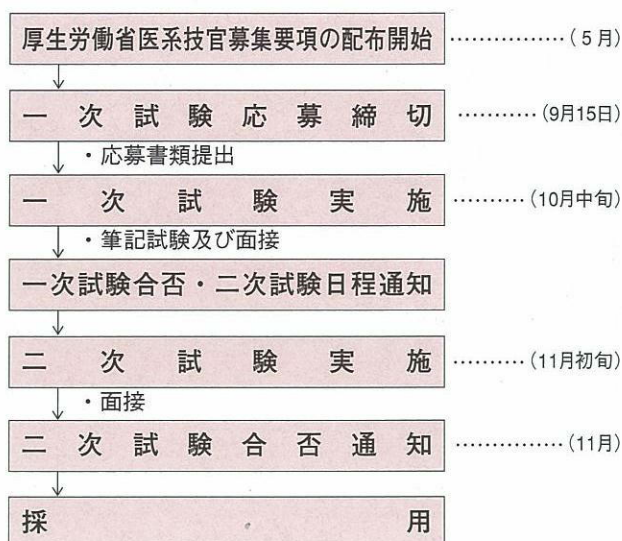 厚生労働省医系技官募集要項の配布開始 ……………(5月)
一次試験応募締切 …………(9月15日)
・応募書類提出
一次試験実施 ………(10月中旬)
・筆記試験及び面接
一次試験合否・二次試験日程通知
二次試験実施 ………(11月初旬)
・面接
二次試験合否通知 ……………(11月)
採用